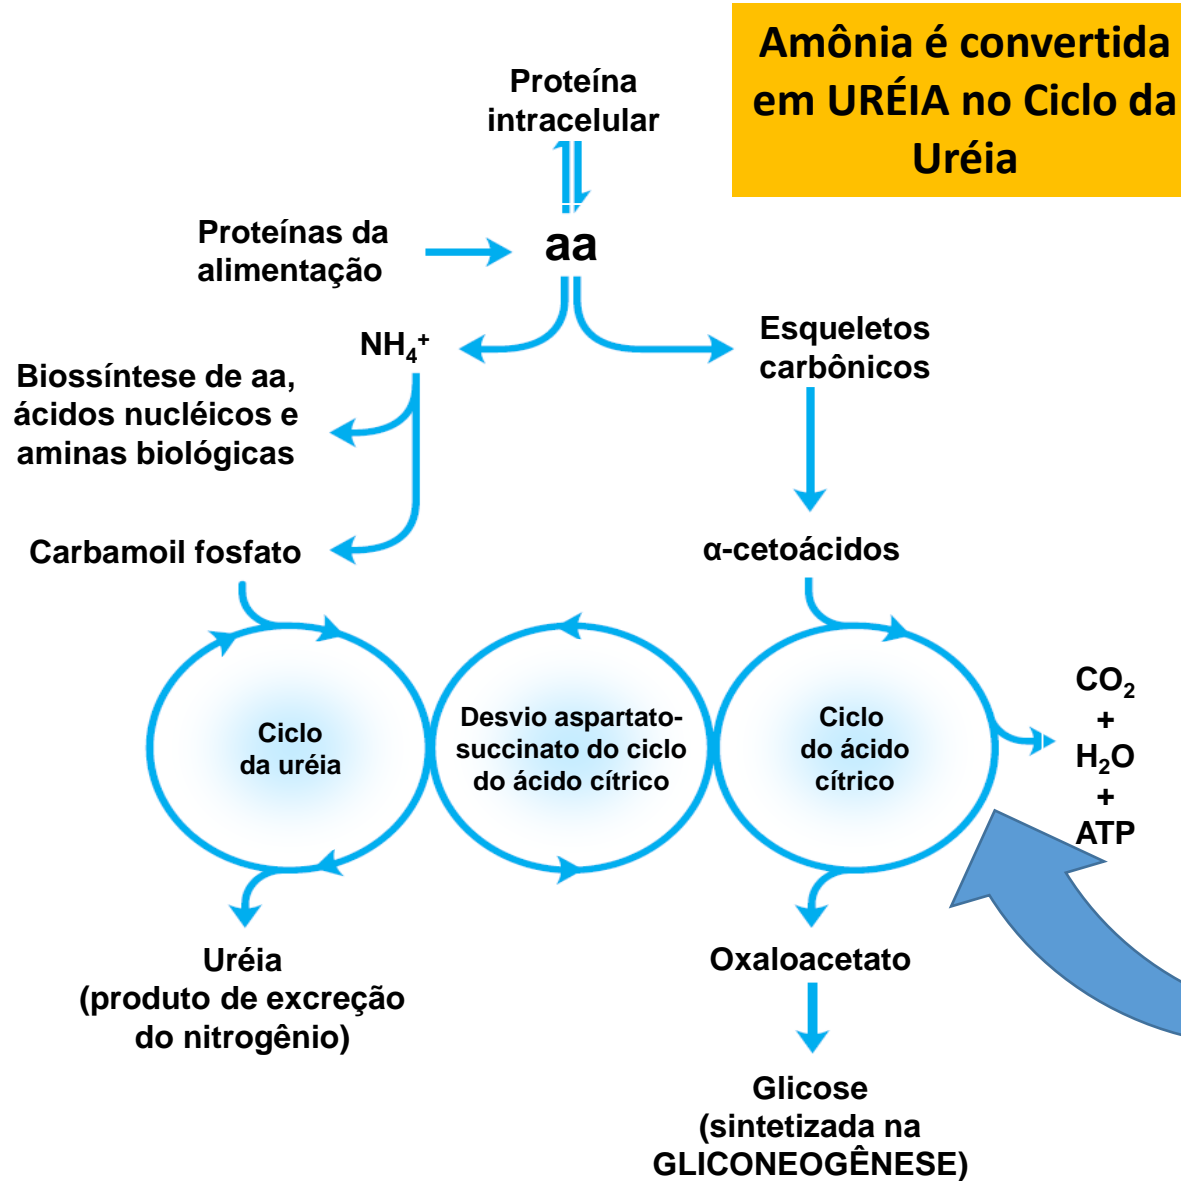 Amônia é convertida
em URÉIA no Ciclo da
Uréia
Proteína
intracelular
Proteínas da
alimentação
aa
NH₄⁺
Esqueletos
carbônicos
Biossíntese de aa,
ácidos nucléicos e
aminas biológicas
Carbamoil fosfato
α-cetoácidos
Ciclo
da uréia
Desvio aspartato-
succinato do ciclo
do ácido cítrico
Ciclo
do ácido
cítrico
CO₂
+
H₂O
+
ATP
Uréia
(produto de excreção
do nitrogênio)
Oxaloacetato
Glicose
(sintetizada na
GLICONEOGÊNESE)